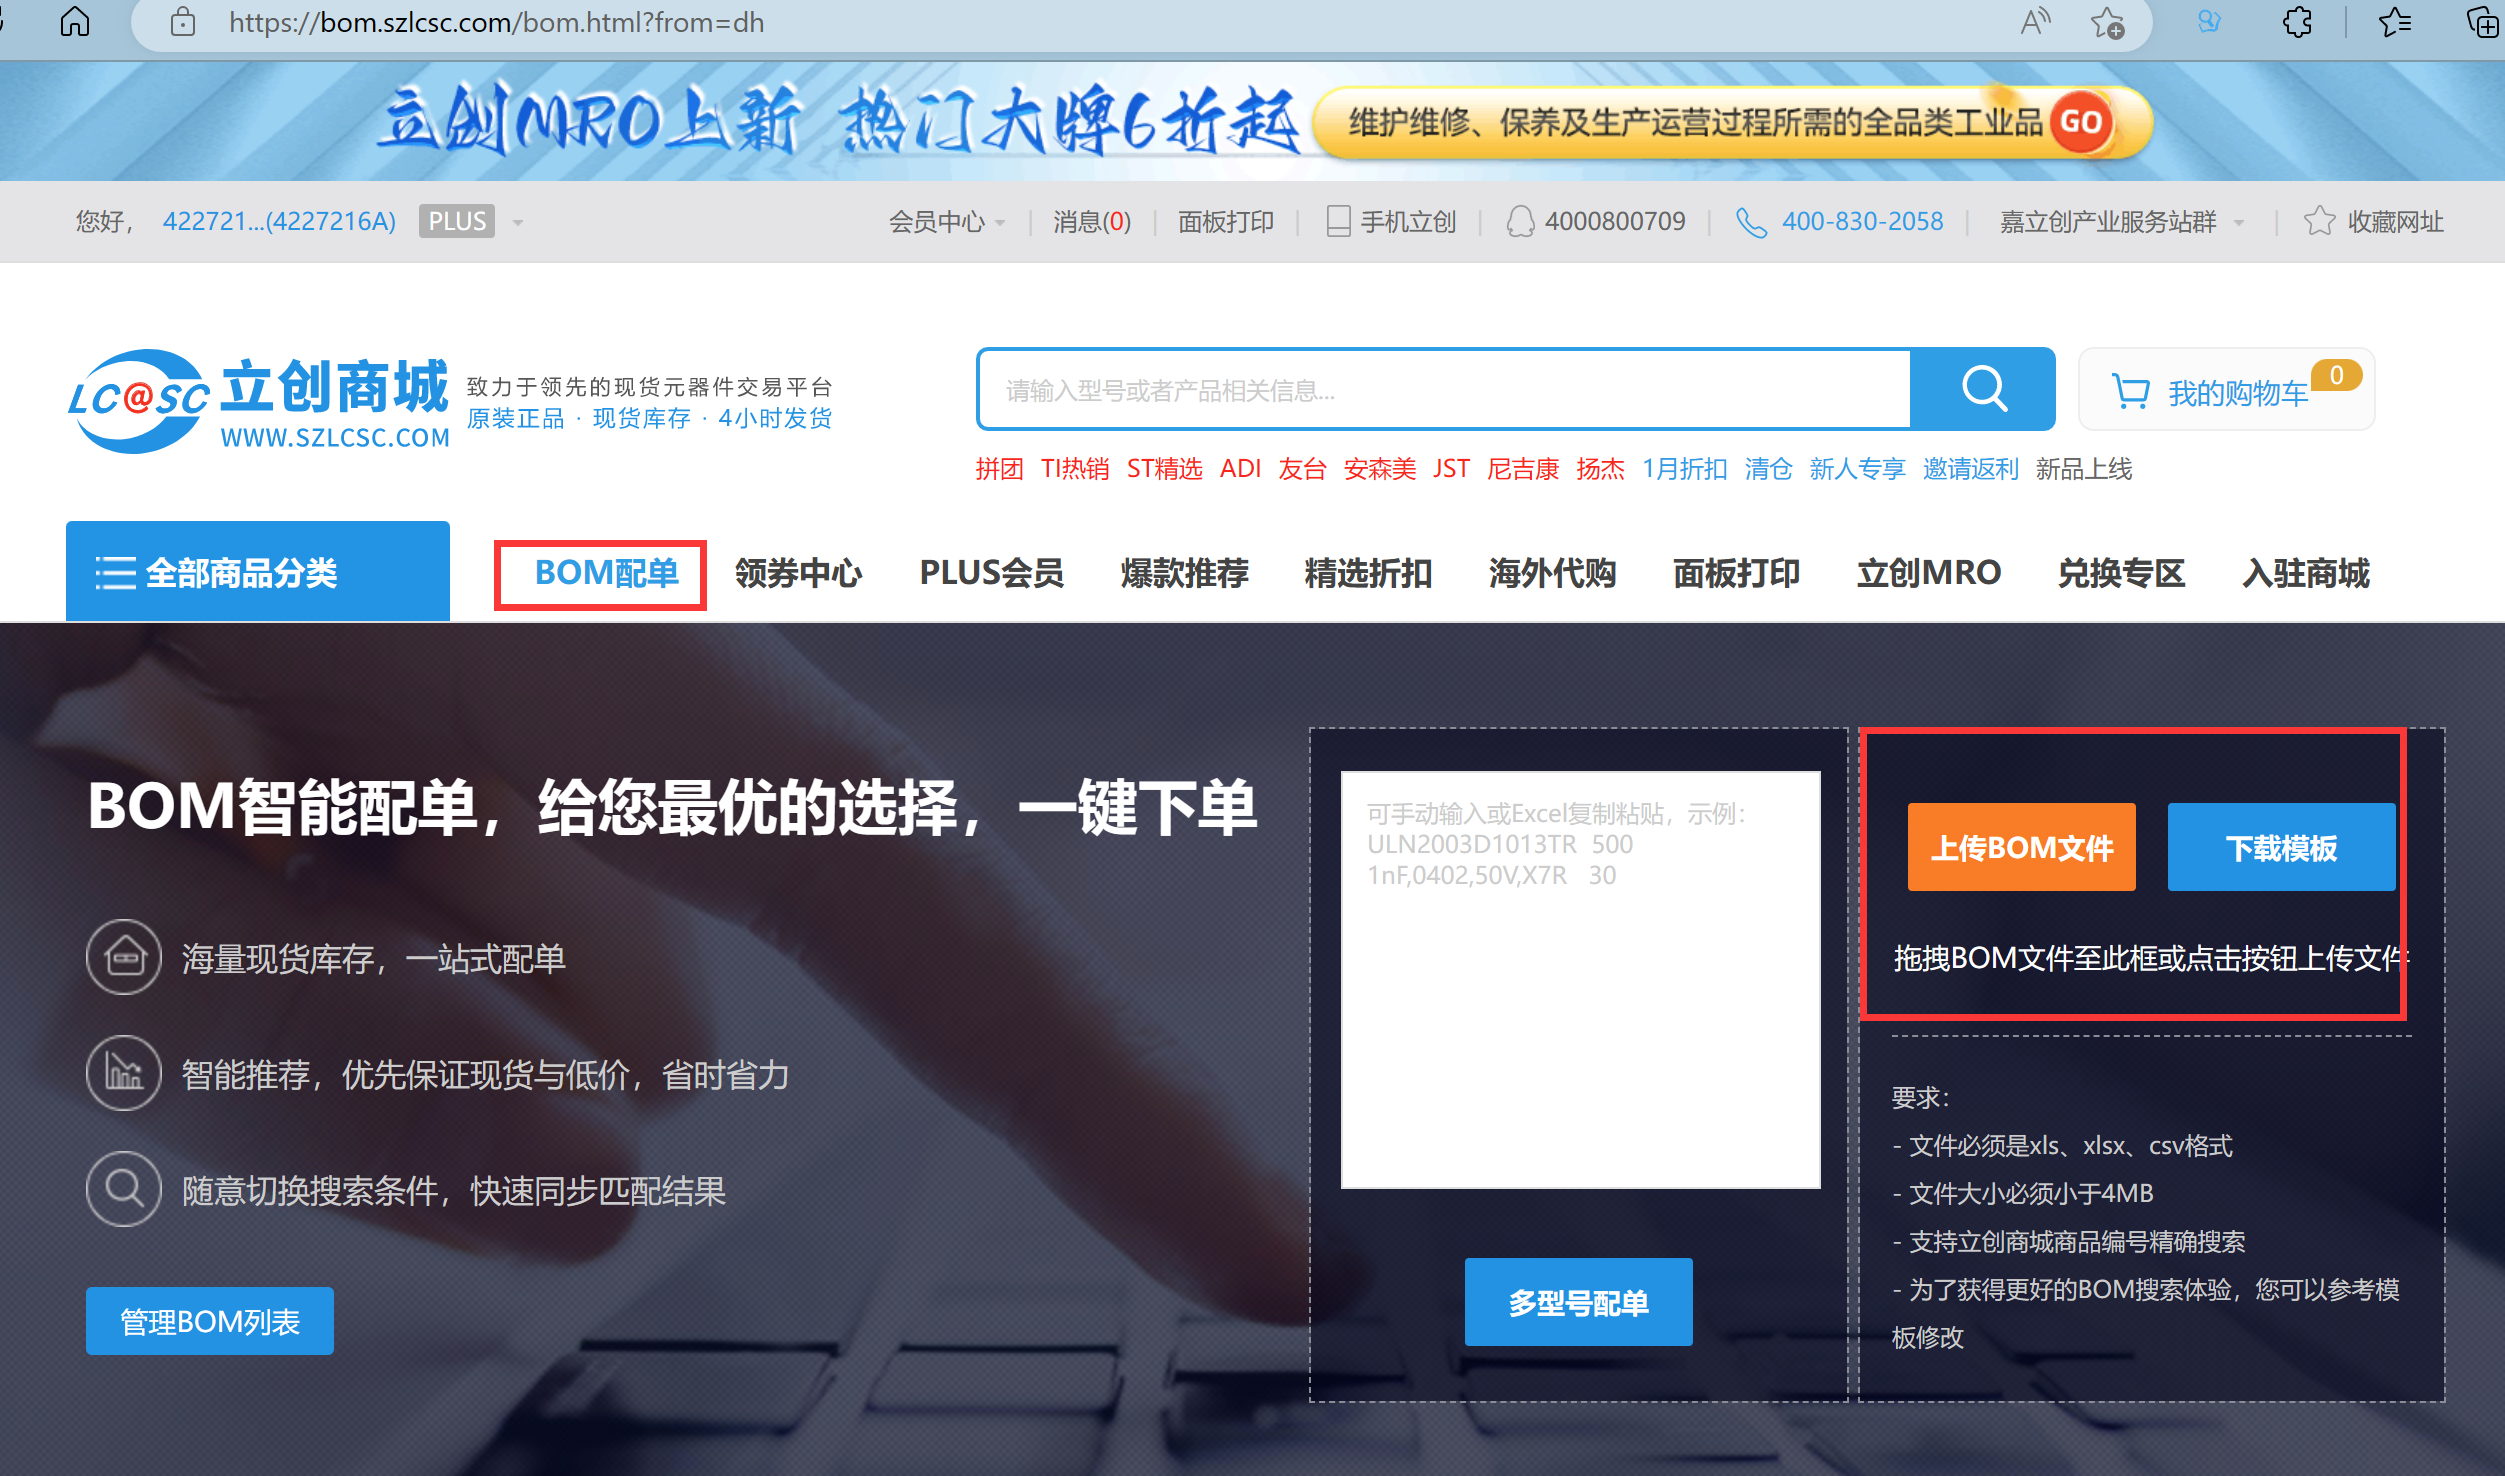 https://bom.szlcsc.com/bom.html?from=dh
立创MRO上新 热门大牌6折起 维护维修、保养及生产运营过程所需的全品类工业品 GO
您好， 422721...(4227216A) PLUS 会员中心 消息(0) 面板打印 手机立创 4000800709 400-830-2058 嘉立创产业服务站群 收藏网址
LC@SC 立创商城 WWW.SZLCSC.COM
致力于领先的现货元器件交易平台
原装正品 · 现货库存 · 4小时发货
请输入型号或者产品相关信息...
我的购物车 0
拼团 TI热销 ST精选 ADI 友台 安森美 JST 尼吉康 扬杰 1月折扣 清仓 新人专享 邀请返利 新品上线
全部商品分类 BOM配单 领券中心 PLUS会员 爆款推荐 精选折扣 海外代购 面板打印 立创MRO 兑换专区 入驻商城
BOM智能配单，给您最优的选择，一键下单
海量现货库存，一站式配单
智能推荐，优先保证现货与低价，省时省力
随意切换搜索条件，快速同步匹配结果
管理BOM列表
可手动输入或Excel复制粘贴，示例：
ULN2003D1013TR 500
1nF,0402,50V,X7R 30
多型号配单
上传BOM文件 下载模板
拖拽BOM文件至此框或点击按钮上传文件
要求：
- 文件必须是xls、xlsx、csv格式
- 文件大小必须小于4MB
- 支持立创商城商品编号精确搜索
- 为了获得更好的BOM搜索体验，您可以参考模
板修改